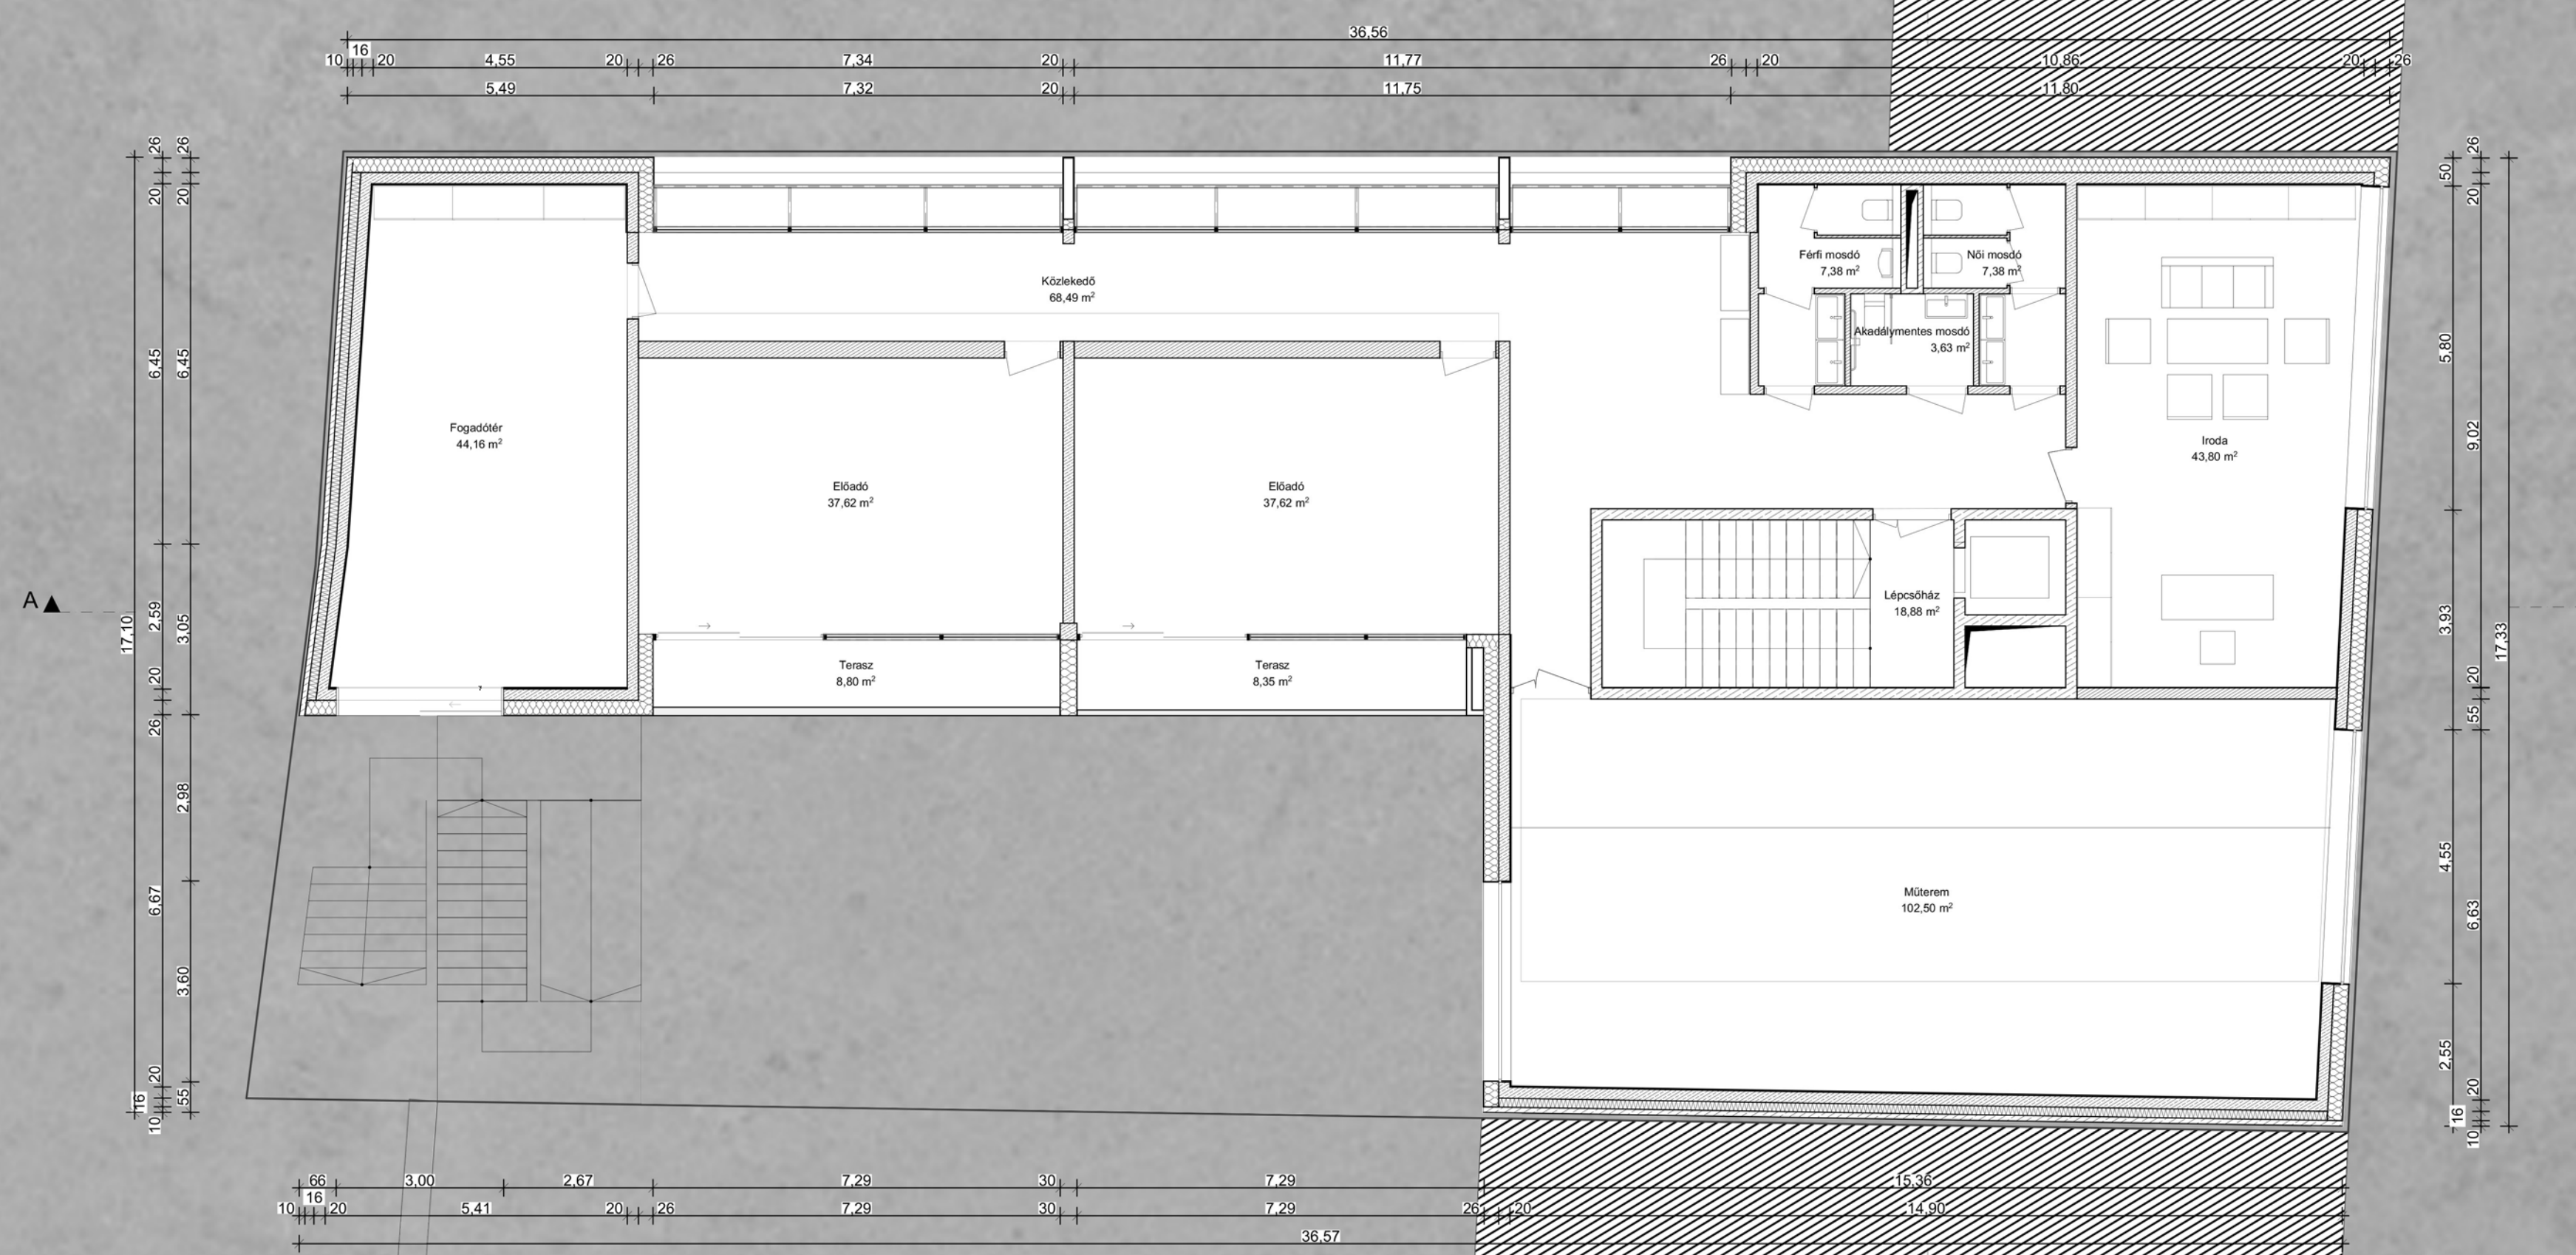 36,56
16
10 20 4,55 20 26 7,34 20 11,77 26 20 10,86 20 26
5,49 7,32 20 11,75 11,80
26 26 26
50
20 20 20
Férfi mosdó
7,38 m²
Női mosdó
7,38 m²
Közlekedő
68,49 m²
Akadálymentes mosdó
3,63 m²
6,45 6,45 5,80
Fogadótér
44,16 m²
9,02
Iroda
43,80 m²
Előadó
37,62 m²
Előadó
37,62 m²
A
Lépcsőház
18,88 m²
17,10 2,59 3,05 3,93 17,33
Terasz
8,80 m²
Terasz
8,35 m²
20 20
26 55
2,98
4,55
Műterem
102,50 m²
6,67 6,63
3,60
2,55
20 20
16 55 16
10 10
66 3,00 2,67 7,29 30 7,29 15,36
16
10 20 5,41 20 26 7,29 30 7,29 26 20 14,90
36,57